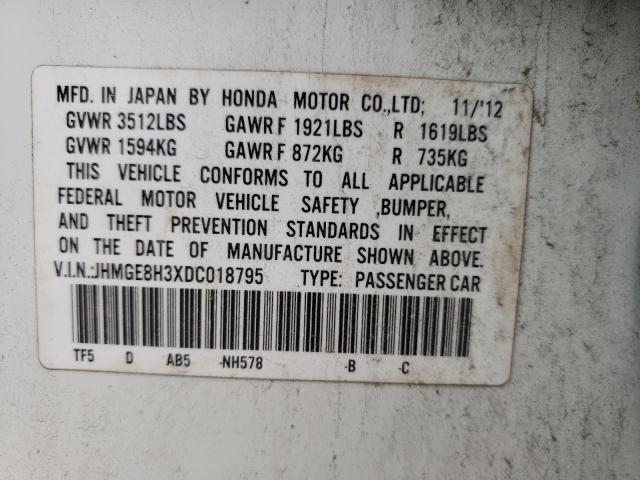 MFD. IN JAPAN BY HONDA MOTOR CO.,LTD; 11/'12
GVWR 3512LBS GAWR F 1921LBS R 1619LBS
GVWR 1594KG GAWR F 872KG R 735KG
THIS VEHICLE CONFORMS TO ALL APPLICABLE
FEDERAL MOTOR VEHICLE SAFETY ,BUMPER,
AND THEFT PREVENTION STANDARDS IN EFFECT
ON THE DATE OF MANUFACTURE SHOWN ABOVE.
V.I.N.:JHMGE8H3XDC018795 TYPE: PASSENGER CAR
TF5 D AB5 -NH578 -B -C